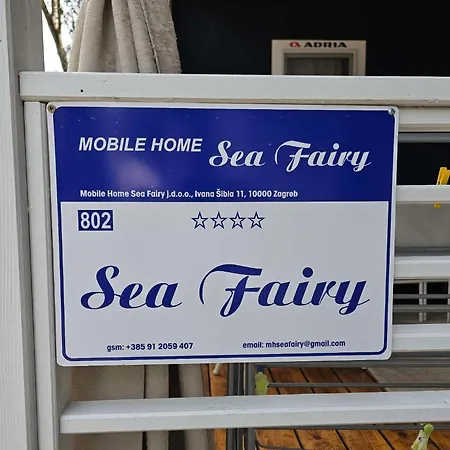 ADRIA
MOBILE HOME Sea Fairy
Mobile Home Sea Fairy j.d.o.o., Ivana Šibla 11, 10000 Zagreb
802
Sea Fairy
gsm: +385 91 2059 407 email: mhseafairy@gmail.com